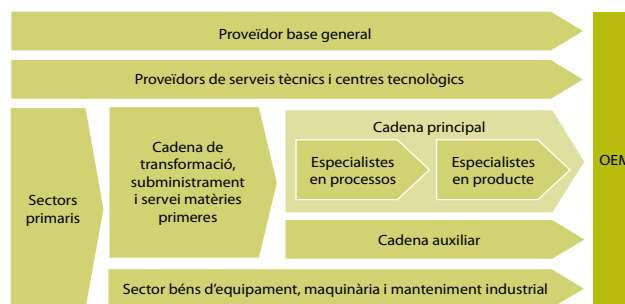 Proveïdor base general
Proveïdors de serveis tècnics i centres tecnològics
Sectors
primaris
Cadena de
transformació,
subministrament
i servei matèries
primeres
Cadena principal
Especialistes
en processos
Especialistes
en producte
Cadena auxiliar
Sector béns d'equipament, maquinària i manteniment industrial
OEM